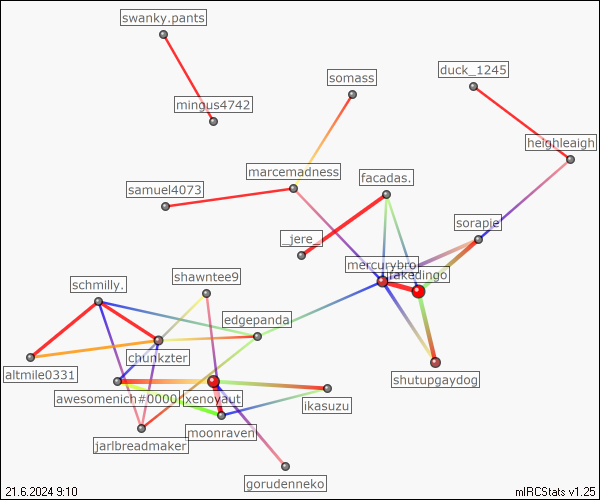 swanky.pants
duck_1245
somass
mingus4742
heighleaigh
marcemadness
facadas.
samuel4073
sorapie
_jere_
mercurybro
fakedingo
shawntee9
schmilly.
edgepanda
chunkzter
altmile0331
shutupgaydog
awesomenich#0000
xenoyaut
ikasuzu
moonraven
jarlbreadmaker
gorudenneko
21.6.2024 9:10
mIRCStats v1.25